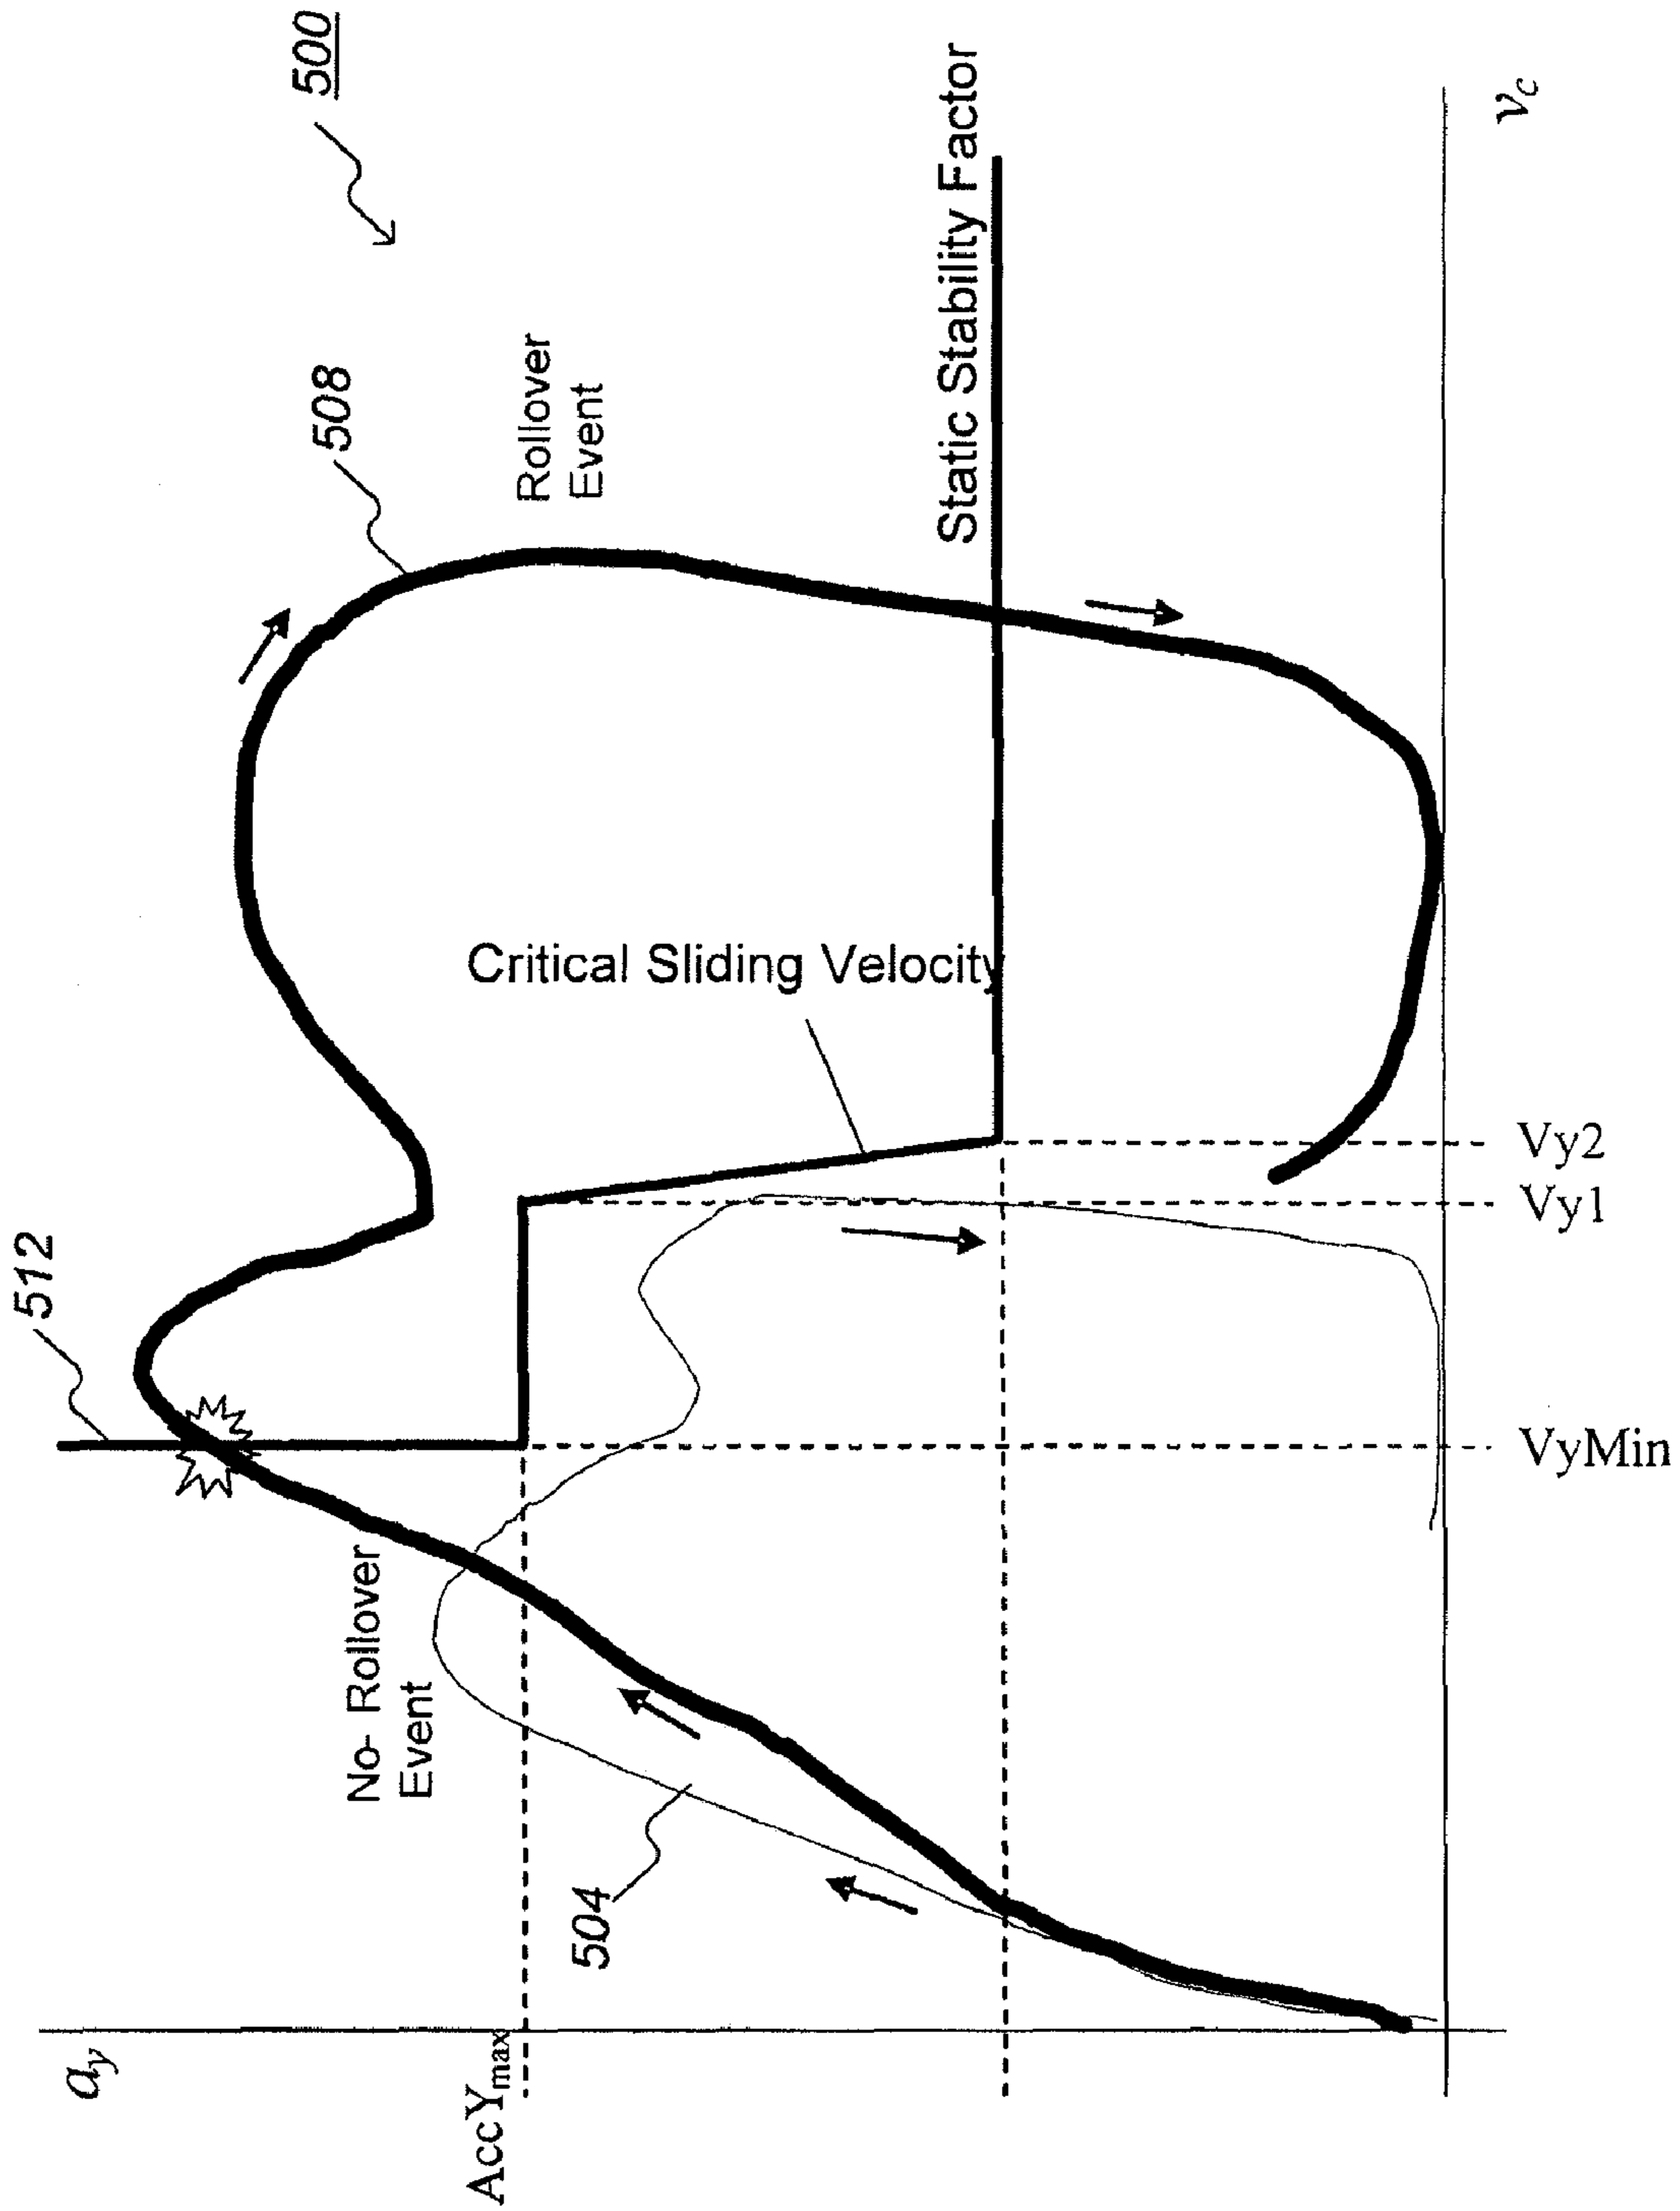 500
512
508
504
a_y
AccY_max
No- Rollover
Event
Rollover
Event
Critical Sliding Velocity
Static Stability Factor
VyMin
Vy1
Vy2
v_c